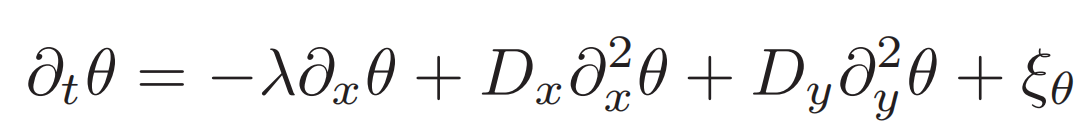 ∂ₜθ = −λ∂ₓθ + Dₓ∂ₓ²θ + D_y∂_y²θ + ξ_θ